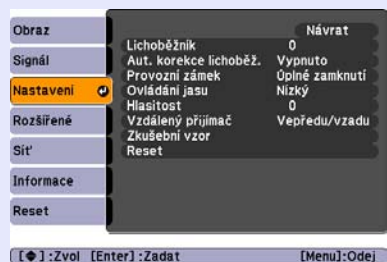 Obraz
Signál
Nastavení
Rozšířené
Síť
Informace
Reset
Návrat
Lichoběžník 0
Aut. korekce lichoběž. Vypnuto
Provozní zámek Úplné zamknutí
Ovládání jasu Nízký
Hlasitost 0
Vzdálený přijímač Vepředu/vzadu
Zkušební vzor
Reset
[◆]:Zvol [Enter]:Zadat [Menu]:Odej